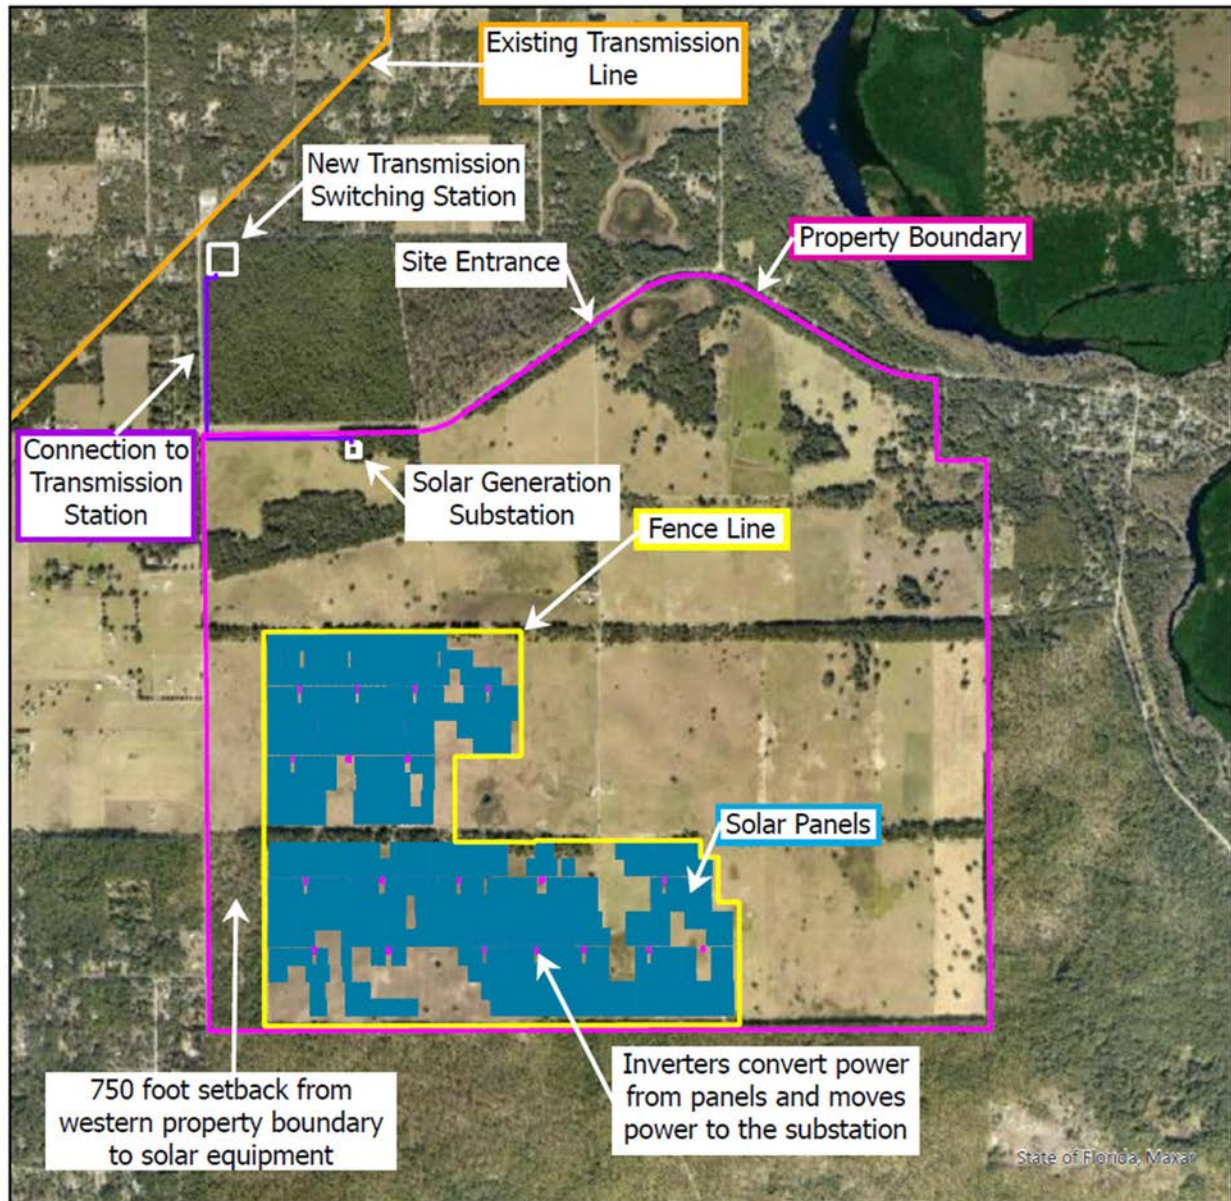 Existing Transmission
Line
New Transmission
Switching Station
Site Entrance
Property Boundary
Connection to
Transmission
Station
Solar Generation
Substation
Fence Line
Solar Panels
750 foot setback from
western property boundary
to solar equipment
Inverters convert power
from panels and moves
power to the substation
State of Florida, Maxar